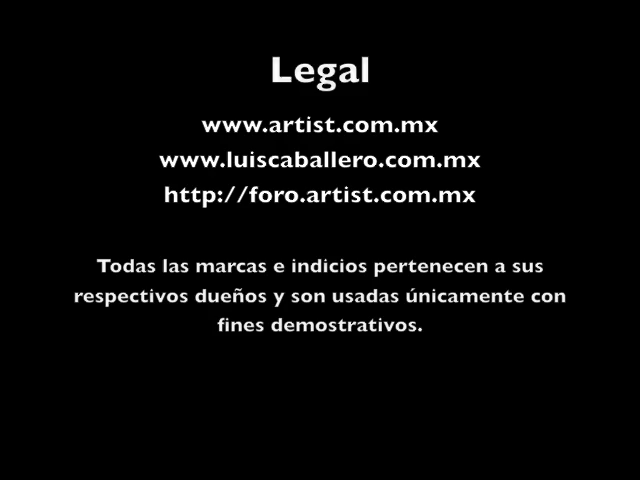 Legal
www.artist.com.mx
www.luiscaballero.com.mx
http://foro.artist.com.mx
Todas las marcas e indicios pertenecen a sus
respectivos dueños y son usadas únicamente con
fines demostrativos.